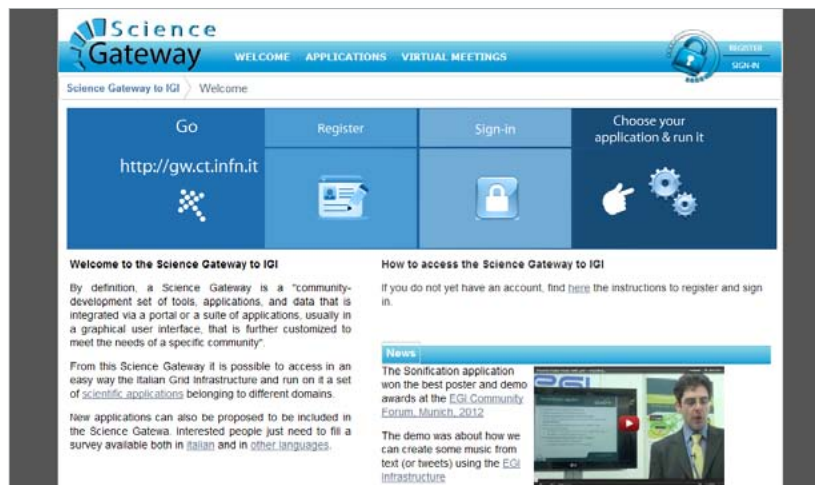 Science
Gateway
WELCOME APPLICATIONS VIRTUAL MEETINGS
REGISTER
SIGN-IN
Science Gateway to IGI Welcome
Go
http://gw.ct.infn.it
Register
Sign-in
Choose your
application & run it
Welcome to the Science Gateway to IGI
By definition, a Science Gateway is a "community-
development set of tools, applications, and data that is
integrated via a portal or a suite of applications, usually in
a graphical user interface, that is further customized to
meet the needs of a specific community".
From this Science Gateway it is possible to access in an
easy way the Italian Grid Infrastructure and run on it a set
of scientific applications belonging to different domains.
New applications can also be proposed to be included in
the Science Gatewa. Interested people just need to fill a
survey available both in italian and in other languages.
How to access the Science Gateway to IGI
If you do not yet have an account, find here the instructions to register and sign
in.
News
The Sonification application
won the best poster and demo
awards at the EGI Community
Forum, Munich, 2012
The demo was about how we
can create some music from
text (or tweets) using the EGI
Infrastructure